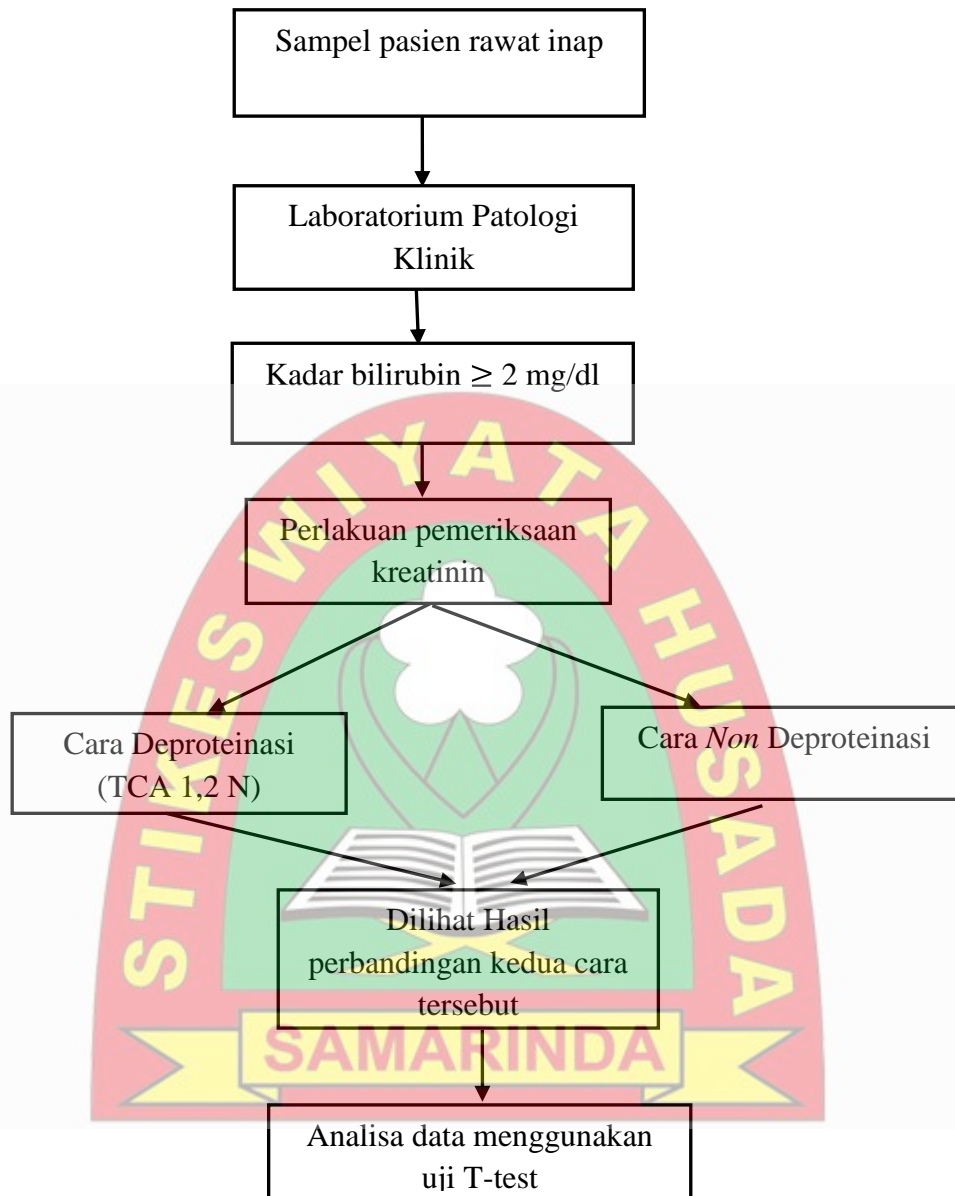 Sampel pasien rawat inap
Laboratorium Patologi
Klinik
Kadar bilirubin ≥ 2 mg/dl
Perlakuan pemeriksaan
kreatinin
Cara Deproteinasi
(TCA 1,2 N)
Cara Non Deproteinasi
Dilihat Hasil
perbandingan kedua cara
tersebut
Analisa data menggunakan
uji T-test
STIKES WIYATA HUSADA
SAMARINDA